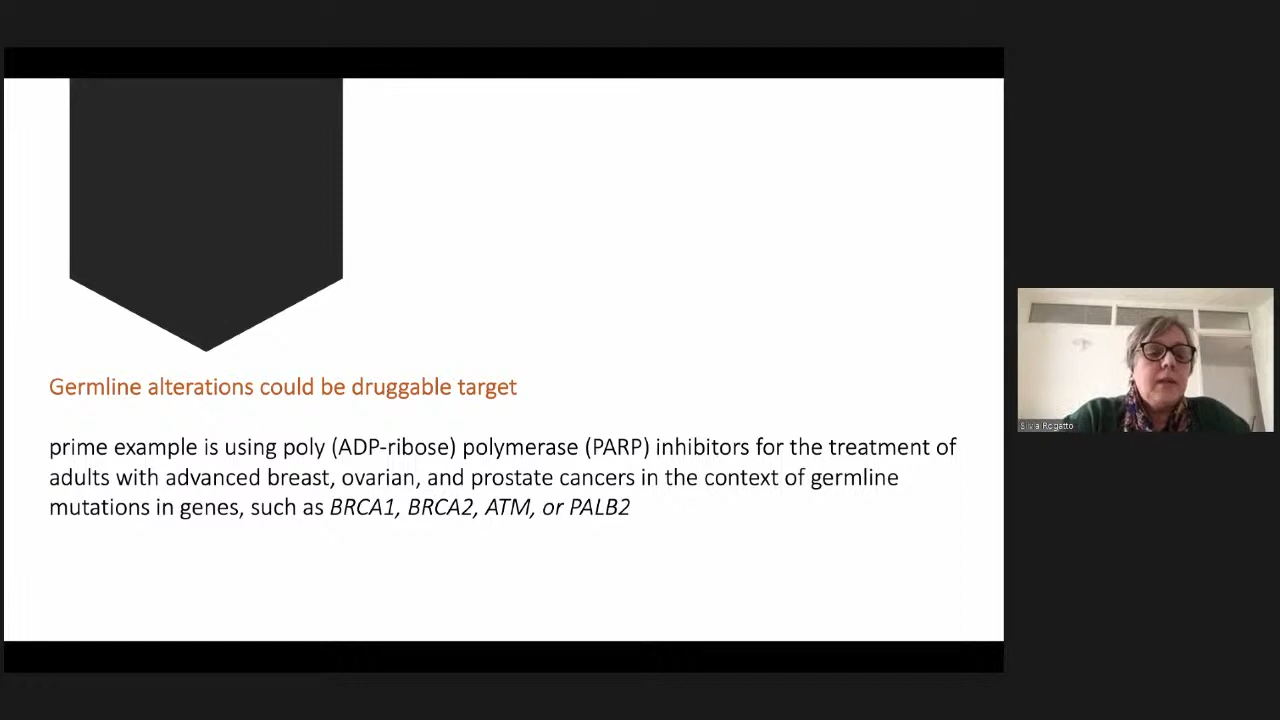 Germline alterations could be druggable target
prime example is using poly (ADP-ribose) polymerase (PARP) inhibitors for the treatment of
adults with advanced breast, ovarian, and prostate cancers in the context of germline
mutations in genes, such as BRCA1, BRCA2, ATM, or PALB2
Silvia Rogatto